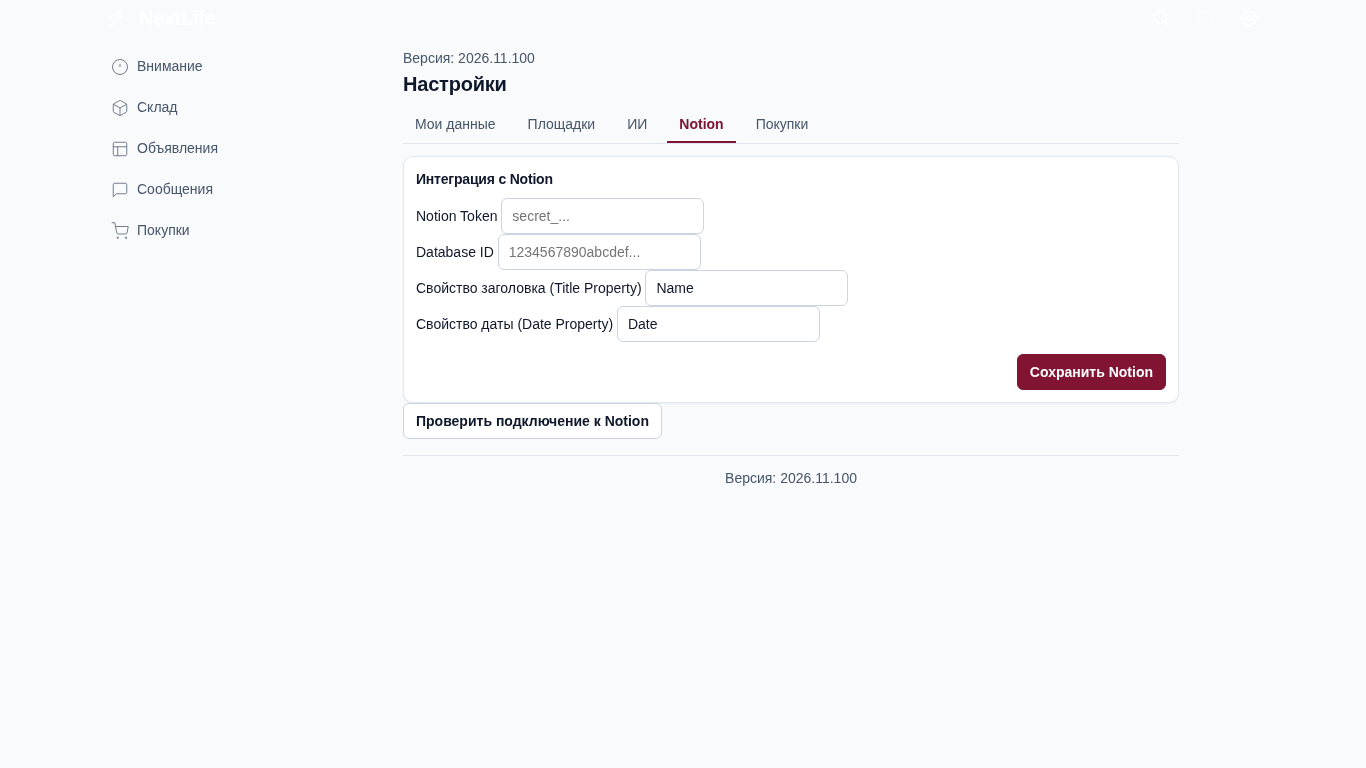 NextLife
Внимание
Склад
Объявления
Сообщения
Покупки
Версия: 2026.11.100
Настройки
Мои данные Площадки ИИ Notion Покупки
Интеграция с Notion
Notion Token secret_...
Database ID 1234567890abcdef...
Свойство заголовка (Title Property) Name
Свойство даты (Date Property) Date
Сохранить Notion
Проверить подключение к Notion
Версия: 2026.11.100